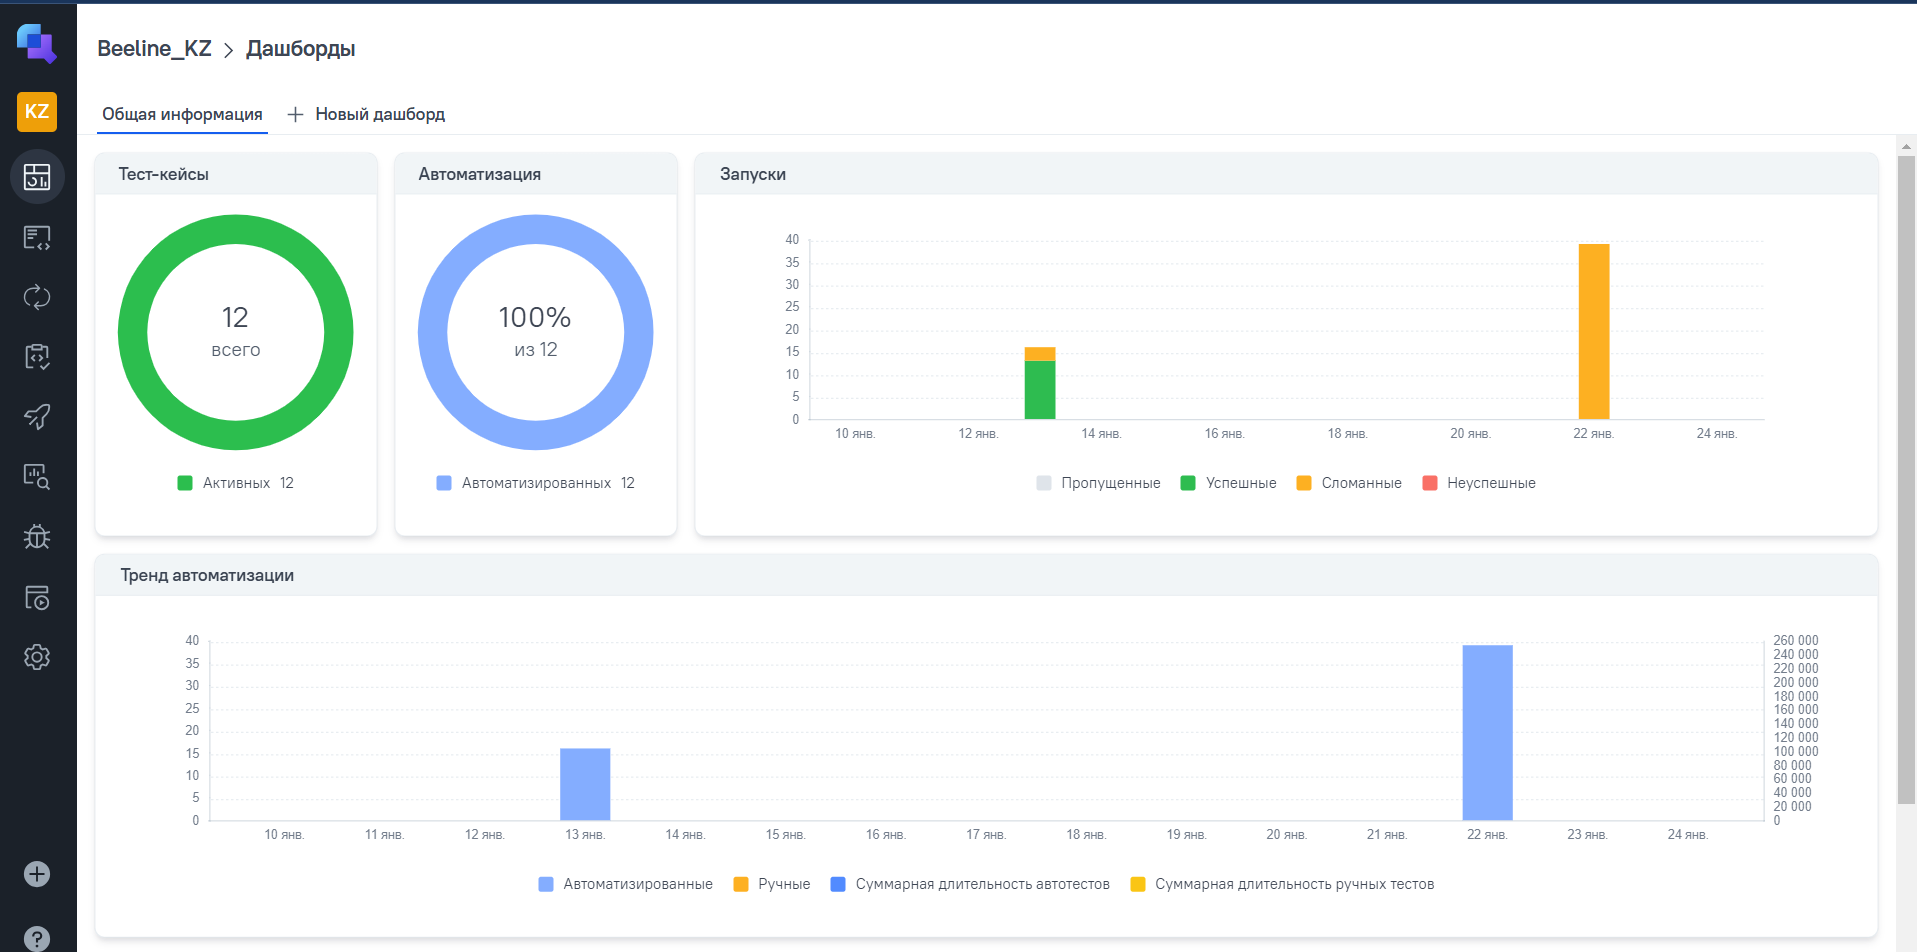 Beeline_KZ > Дашборды
KZ
Общая информация
Новый дашборд
Тест-кейсы
12
всего
Активных 12
Автоматизация
100%
из 12
Автоматизированных 12
Запуски
40
35
30
25
20
15
10
5
0
10 янв. 12 янв. 14 янв. 16 янв. 18 янв. 20 янв. 22 янв. 24 янв.
Пропущенные Успешные Сломанные Неуспешные
Тренд автоматизации
40
35
30
25
20
15
10
5
0
260 000
240 000
220 000
200 000
180 000
160 000
140 000
120 000
100 000
80 000
60 000
40 000
20 000
0
10 янв. 11 янв. 12 янв. 13 янв. 14 янв. 15 янв. 16 янв. 17 янв. 18 янв. 19 янв. 20 янв. 21 янв. 22 янв. 23 янв. 24 янв.
Автоматизированные Ручные Суммарная длительность автотестов Суммарная длительность ручных тестов